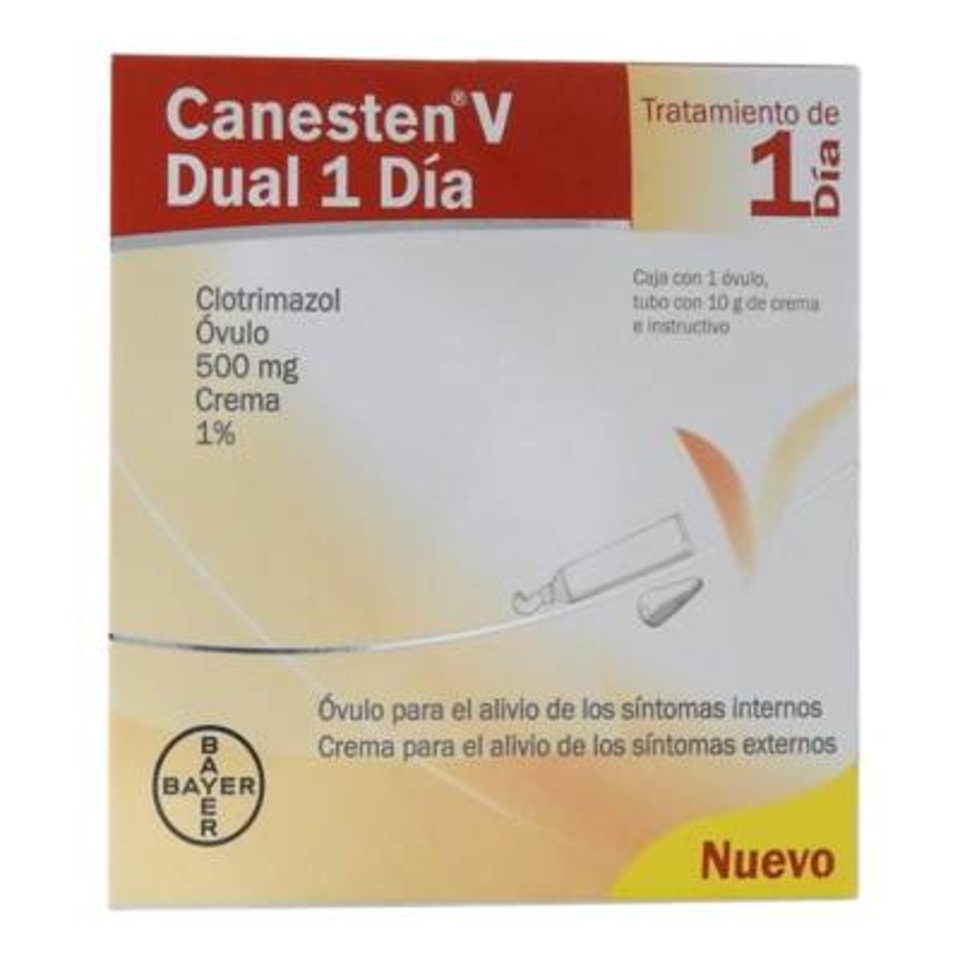 Canesten® V
Dual 1 Día
Tratamiento de
1 Día
Clotrimazol
Óvulo
500 mg
Crema
1%
Caja con 1 óvulo,
tubo con 10 g de crema
e instructivo
Óvulo para el alivio de los síntomas internos
Crema para el alivio de los síntomas externos
BAYER
BAYER
Nuevo